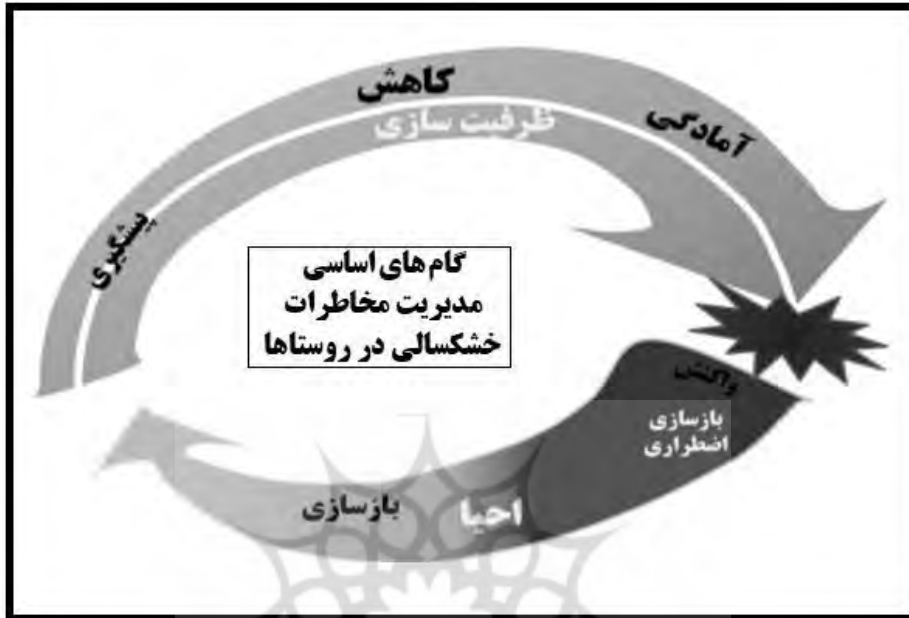 کاهش
ظرفیت سازی
آمادگی
پیشگیری
گام‌های اساسی
مدیریت مخاطرات
خشکسالی در روستاها
واکنش
بازسازی
اضطراری
احیا
بازسازی